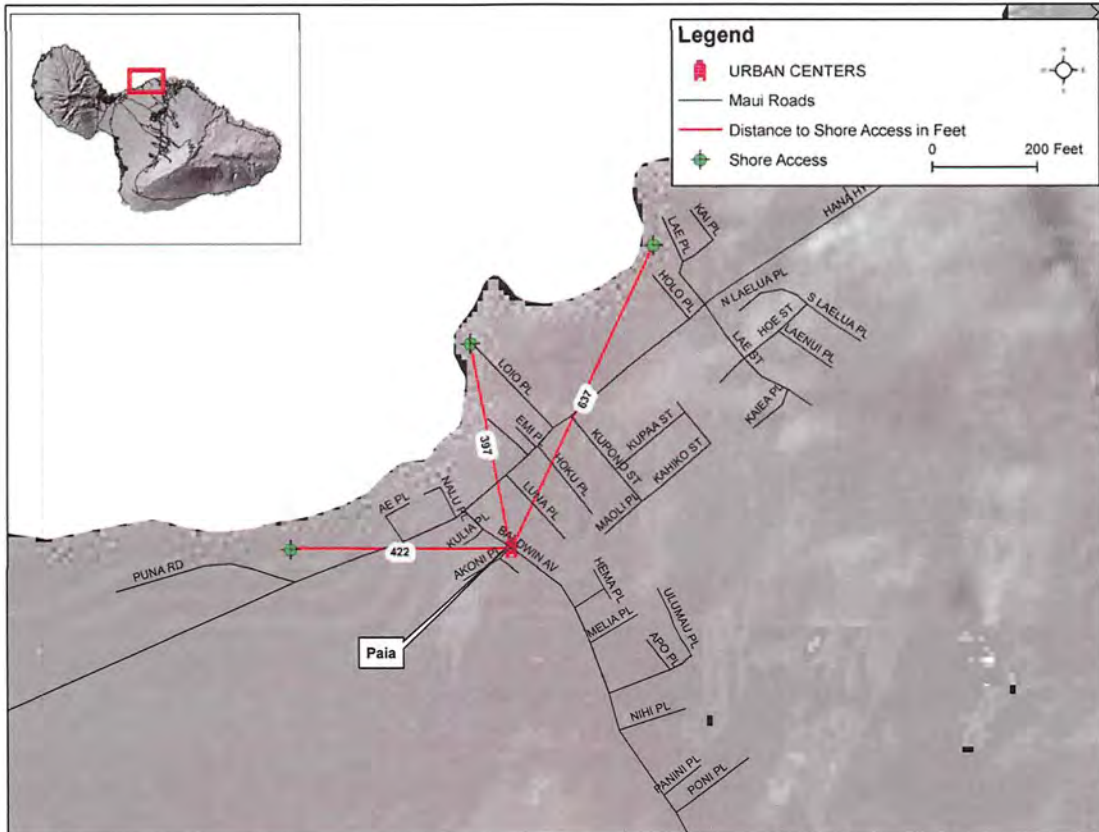 Legend
URBAN CENTERS
Maui Roads
Distance to Shore Access in Feet
Shore Access
0 200 Feet
HANA HY
KAI PL
LAE PL
HOLO PL
N LAELUA PL
S LAELUA PL
HOE ST
LAENUI PL
LAE ST
KAIEA PL
LOIO PL
637
EMI PL
397
KUPAA ST
KUPOND ST
KAHIKO ST
HOKU PL
MAOLI PL
NALU PL
AE PL
LUNA PL
KULIA PL
BALDWIN AV
422
AKONI PL
PUNA RD
HEMA PL
MELIA PL
ULUMAU PL
APO PL
Paia
NIHI PL
PANINI PL
PONI PL